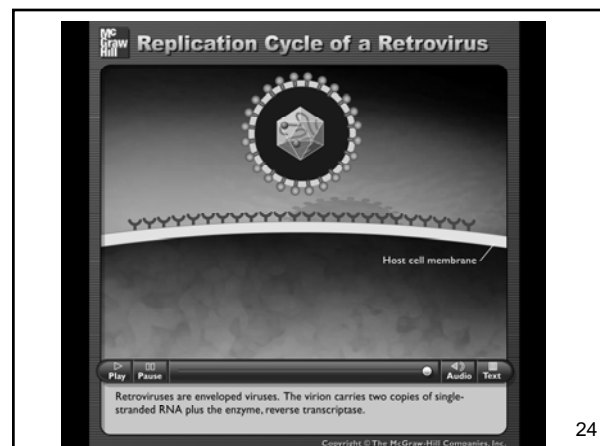 Mc
Graw
Hill
Replication Cycle of a Retrovirus
Host cell membrane
Play Pause Audio Text
Retroviruses are enveloped viruses. The virion carries two copies of single-
stranded RNA plus the enzyme, reverse transcriptase.
Copyright © The McGraw-Hill Companies, Inc.
24